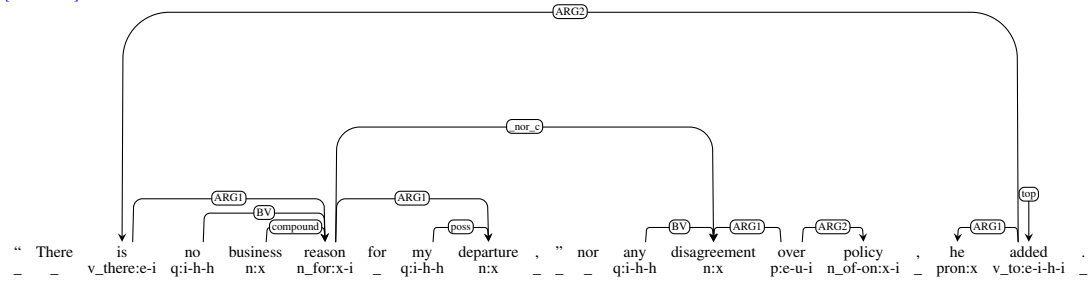 ARG2
_nor_c
top
ARG1 ARG1
BV
compound poss BV ARG1 ARG2 ARG1
“ There is no business reason for my departure , ” nor any disagreement over policy , he added .
_ _ v_there:e-i q:i-h-h n:x n_for:x-i _ q:i-h-h n:x _ _ _ q:i-h-h n:x p:e-u-i n_of-on:x-i _ pron:x v_to:e-i-h-i _